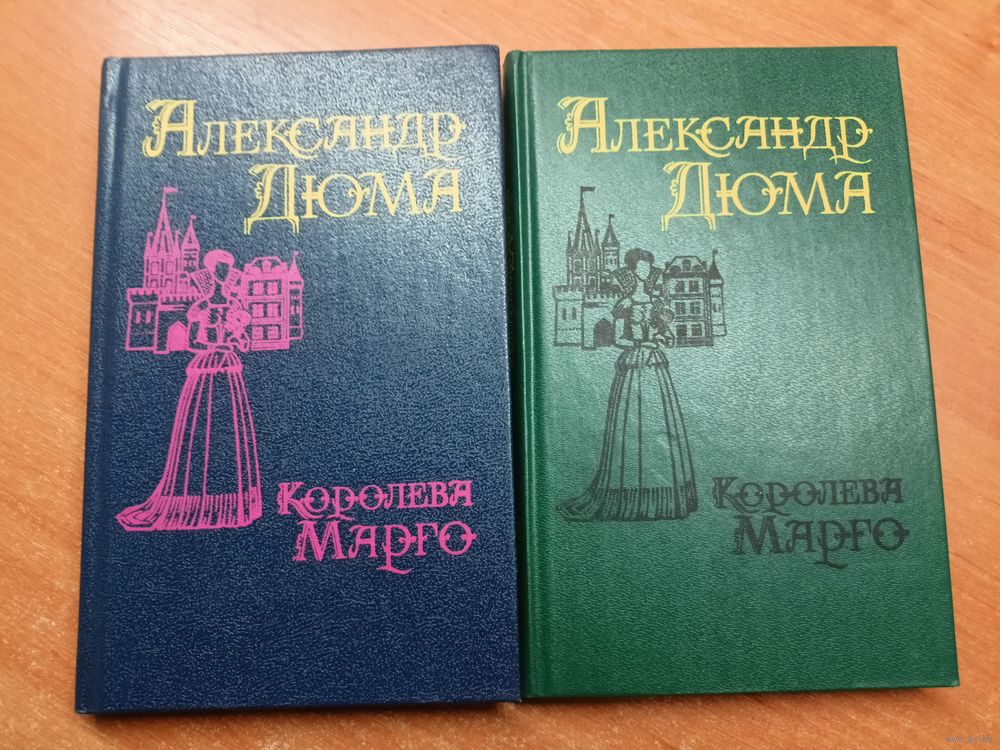 Александр
Дюма
Королева
Марго
Александр
Дюма
Королева
Марго